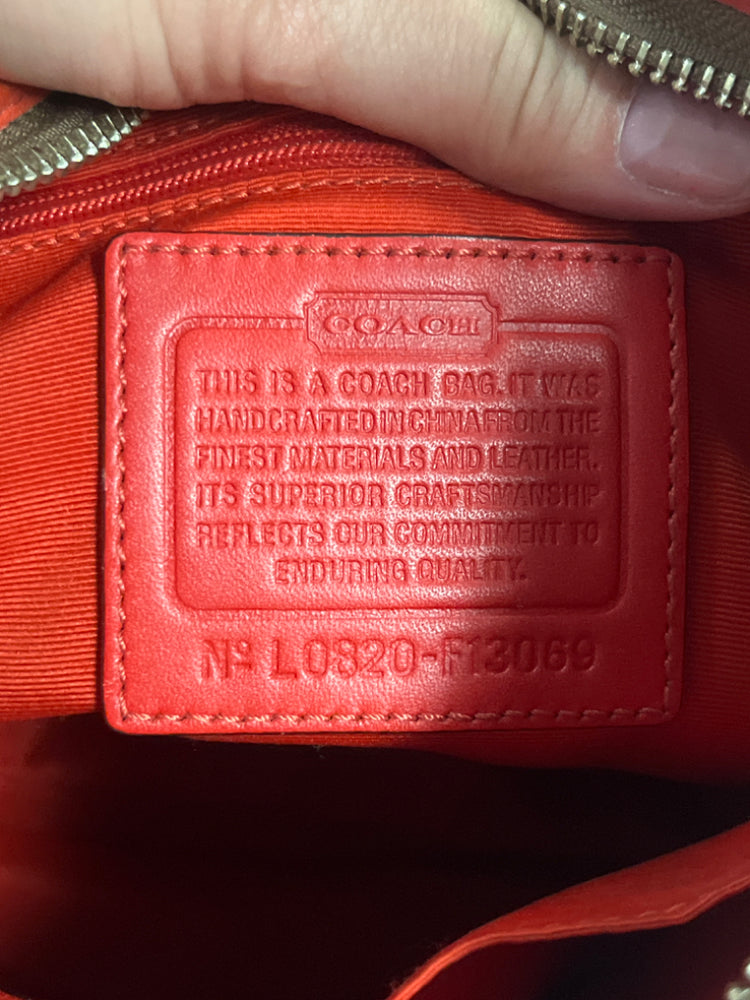 COACH
THIS IS A COACH BAG. IT WAS
HANDCRAFTED IN CHINA FROM THE
FINEST MATERIALS AND LEATHER.
ITS SUPERIOR CRAFTSMANSHIP
REFLECTS OUR COMMITMENT TO
ENDURING QUALITY.
Nº L0820-F13069